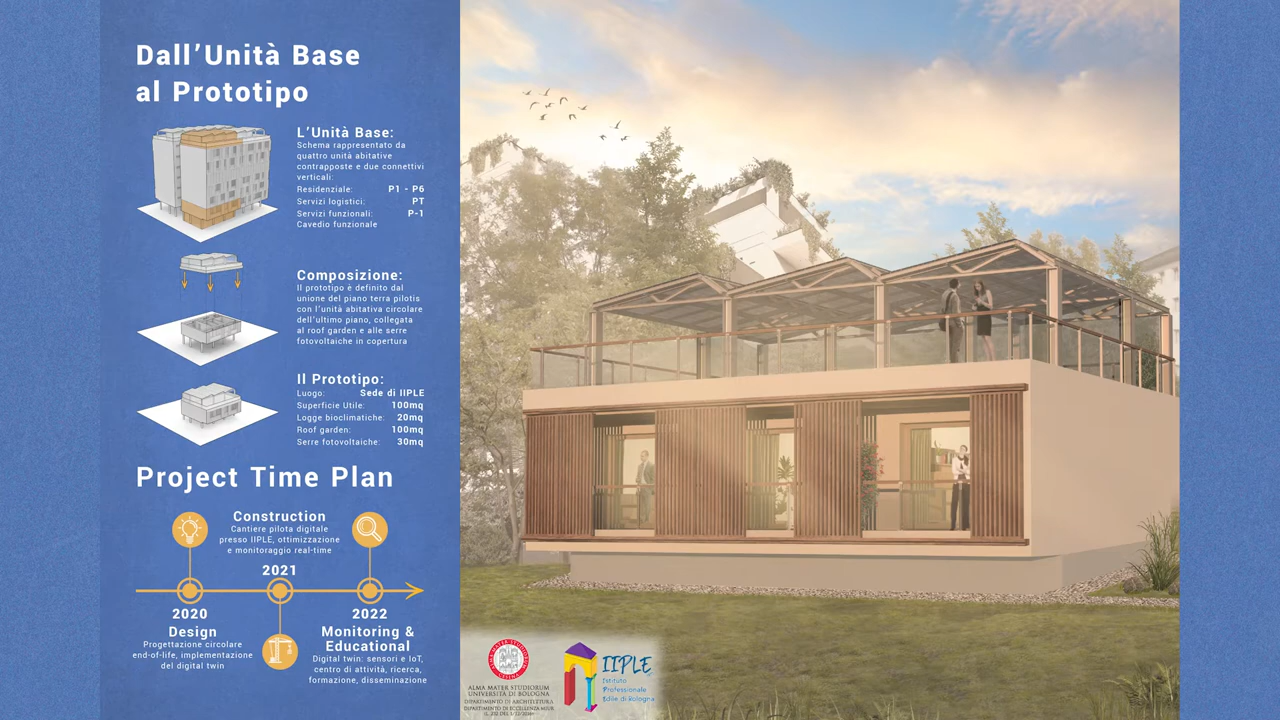 Dall'Unità Base
al Prototipo
L'Unità Base:
Schema rappresentato da
quattro unità abitative
contrapposte e due connettivi
verticali:
Residenziale: P1 - P6
Servizi logistici: PT
Servizi funzionali: P-1
Cavedio funzionale
Composizione:
Il prototipo è definito dal
unione del piano terra pilotis
con l'unità abitativa circolare
dell'ultimo piano, collegata
al roof garden e alle serre
fotovoltaiche in copertura
Il Prototipo:
Luogo: Sede di IIPLE
Superficie Utile: 100mq
Logge bioclimatiche: 20mq
Roof garden: 100mq
Serre fotovoltaiche: 30mq
Project Time Plan
Construction
Cantiere pilota digitale
presso IIPLE, ottimizzazione
e monitoraggio real-time
2021
2020
Design
Progettazione circolare
end-of-life, implementazione
del digital twin
2022
Monitoring &
Educational
Digital twin: sensori e IoT,
centro di attività, ricerca,
formazione, disseminazione
ALMA MATER STUDIORUM
UNIVERSITÀ DI BOLOGNA
DIPARTIMENTO DI ARCHITETTURA
DIPARTIMENTO DI ECCELLENZA MIUR
IIPLE
Istituto
Professionale
Edile di Bologna